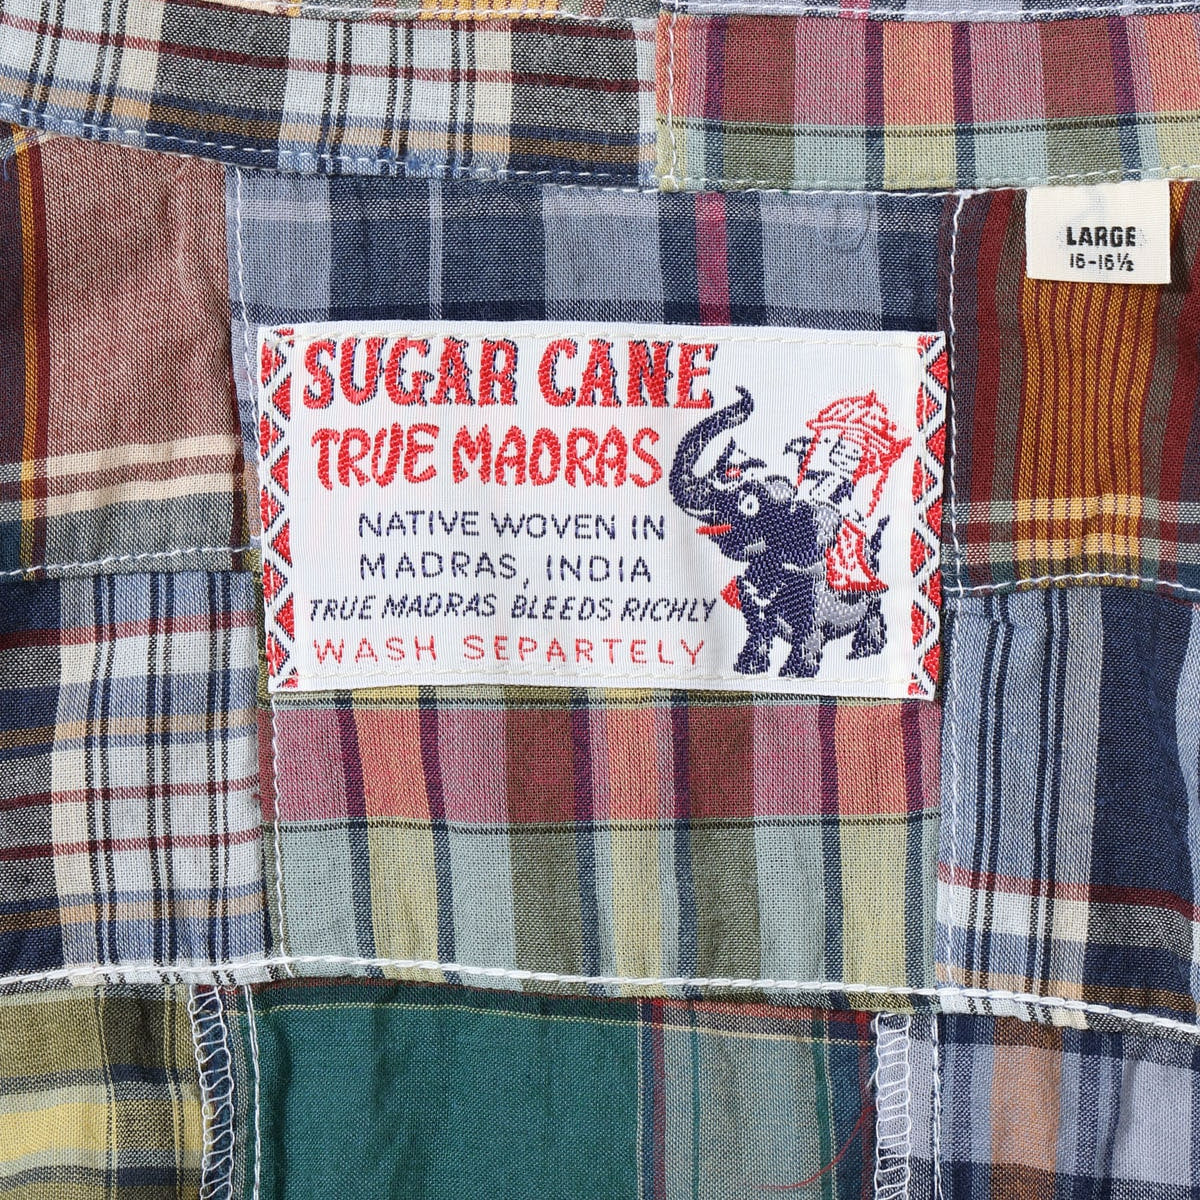 LARGE
16-16½
SUGAR CANE
TRUE MADRAS
NATIVE WOVEN IN
MADRAS, INDIA
TRUE MADRAS BLEEDS RICHLY
WASH SEPARTELY